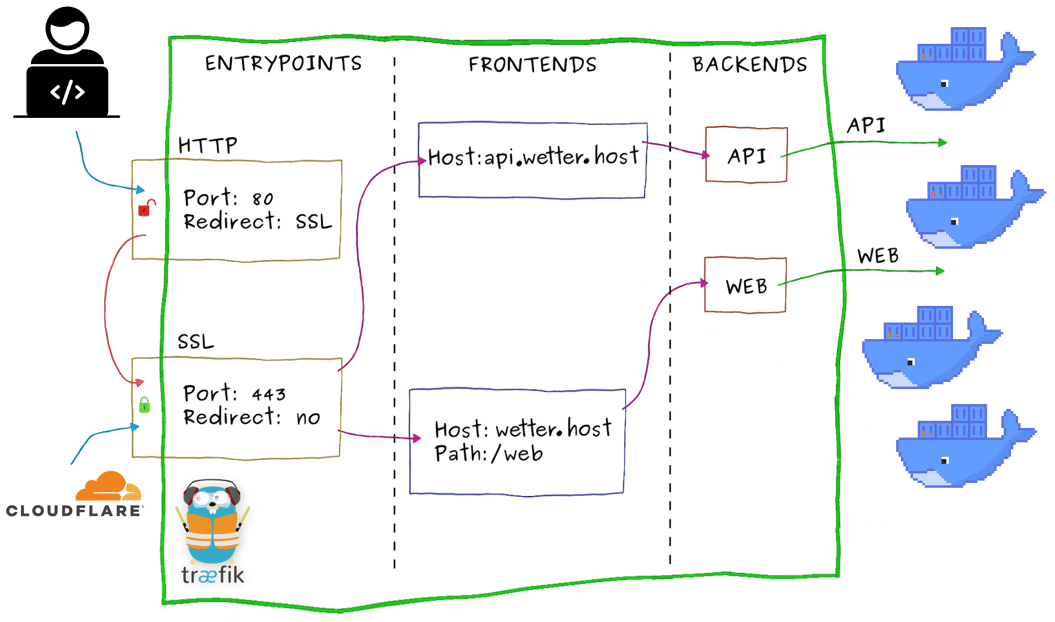 </>
ENTRYPOINTS
FRONTENDS
BACKENDS
HTTP
Port: 80
Redirect: SSL
Host:api.wetter.host
API
API
SSL
Port: 443
Redirect: no
Host: wetter.host
Path:/web
WEB
WEB
CLOUDFLARE
træfik